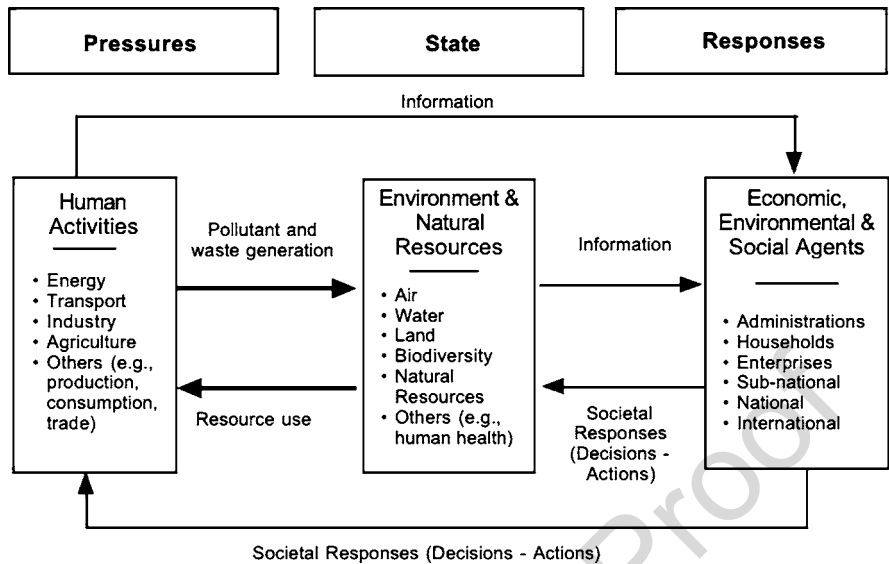 Pressures
State
Responses
Information
Human
Activities
• Energy
• Transport
• Industry
• Agriculture
• Others (e.g.,
production,
consumption,
trade)
Pollutant and
waste generation
Resource use
Environment &
Natural
Resources
• Air
• Water
• Land
• Biodiversity
• Natural
Resources
• Others (e.g.,
human health)
Information
Societal
Responses
(Decisions -
Actions)
Economic,
Environmental &
Social Agents
• Administrations
• Households
• Enterprises
• Sub-national
• National
• International
Societal Responses (Decisions - Actions)
Proof